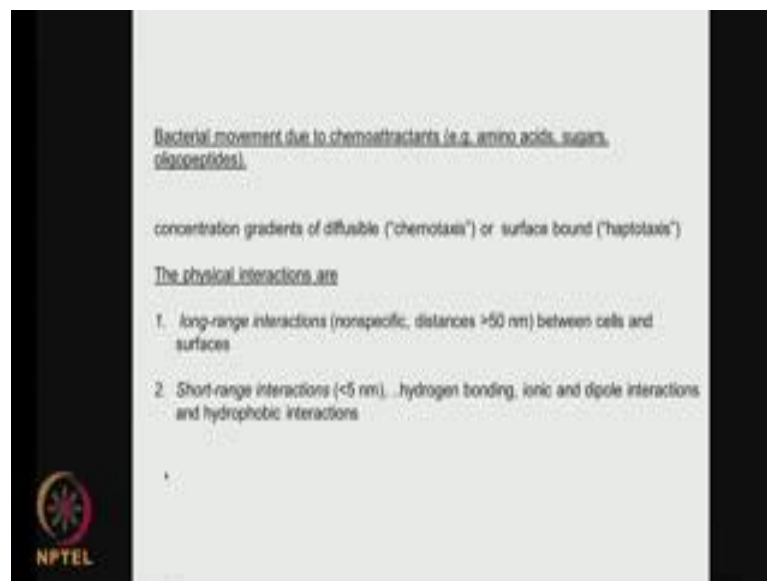 Bacterial movement due to chemoattractants (e.g. amino acids, sugars,
oligopeptides).
concentration gradients of diffusible ("chemotaxis") or surface bound ("haptotaxis")
The physical interactions are
1. long-range interactions (nonspecific, distances >50 nm) between cells and
surfaces
2 Short-range interactions (<5 nm), ..hydrogen bonding, ionic and dipole interactions
and hydrophobic interactions
NPTEL